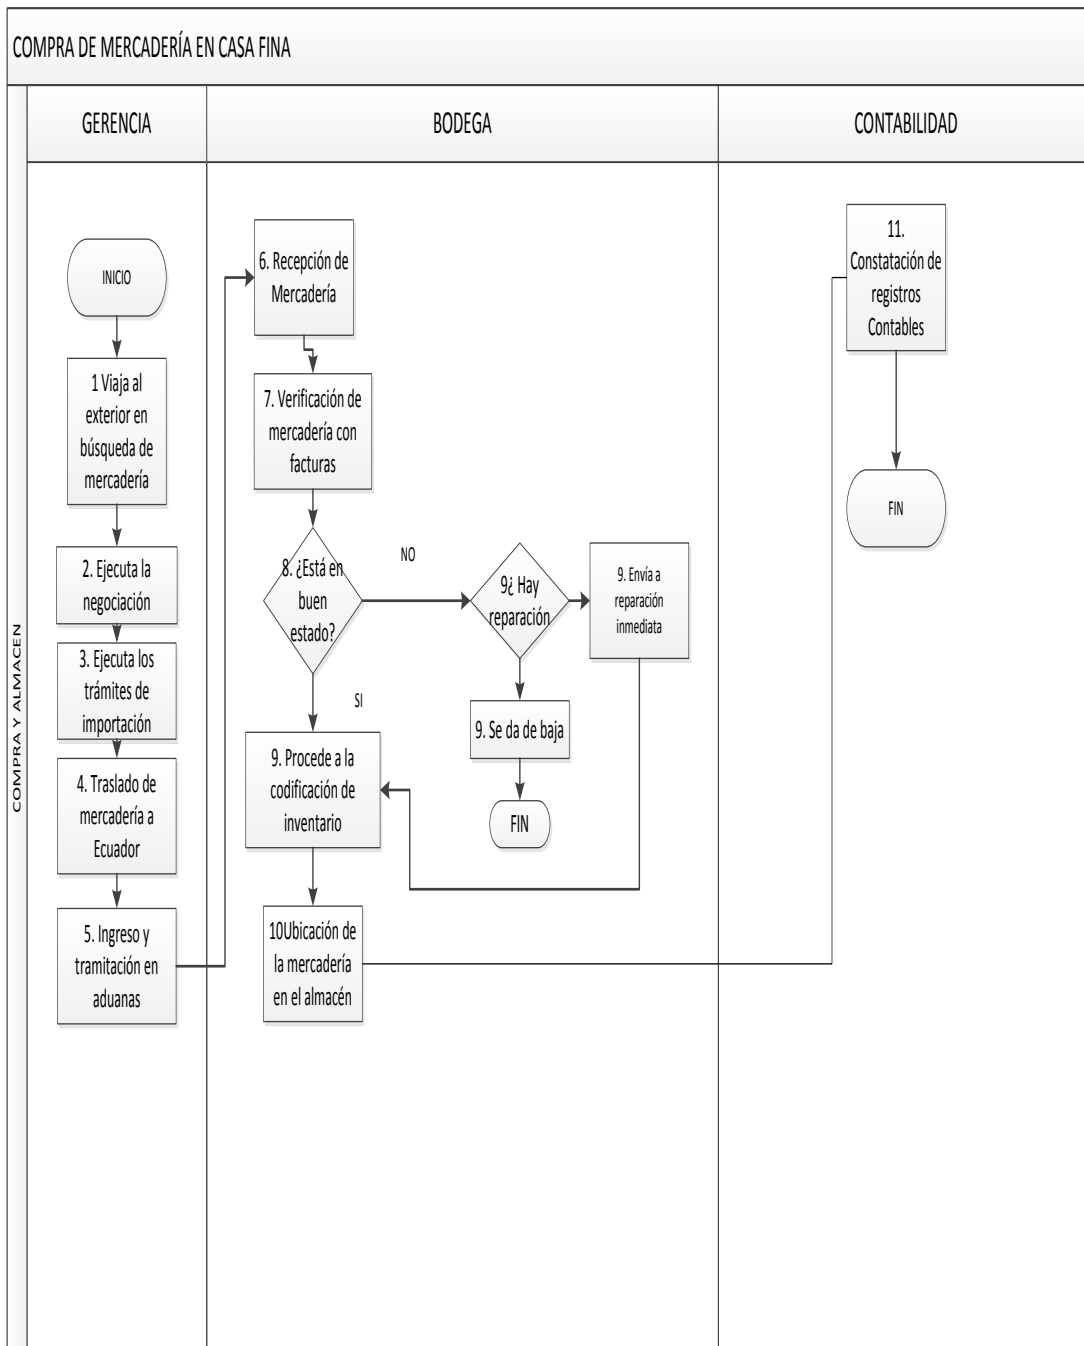 COMPRA DE MERCADERÍA EN CASA FINA
GERENCIA
BODEGA
CONTABILIDAD
COMPRA Y ALMACEN
INICIO
1 Viaja al
exterior en
búsqueda de
mercadería
2. Ejecuta la
negociación
3. Ejecuta los
trámites de
importación
4. Traslado de
mercadería a
Ecuador
5. Ingreso y
tramitación en
aduanas
6. Recepción de
Mercadería
7. Verificación de
mercadería con
facturas
8. ¿Está en
buen
estado?
NO
SI
9¿ Hay
reparación
9. Envía a
reparación
inmediata
9. Se da de baja
FIN
9. Procede a la
codificación de
inventario
10Ubicación de
la mercadería
en el almacén
11.
Constatación de
registros
Contables
FIN